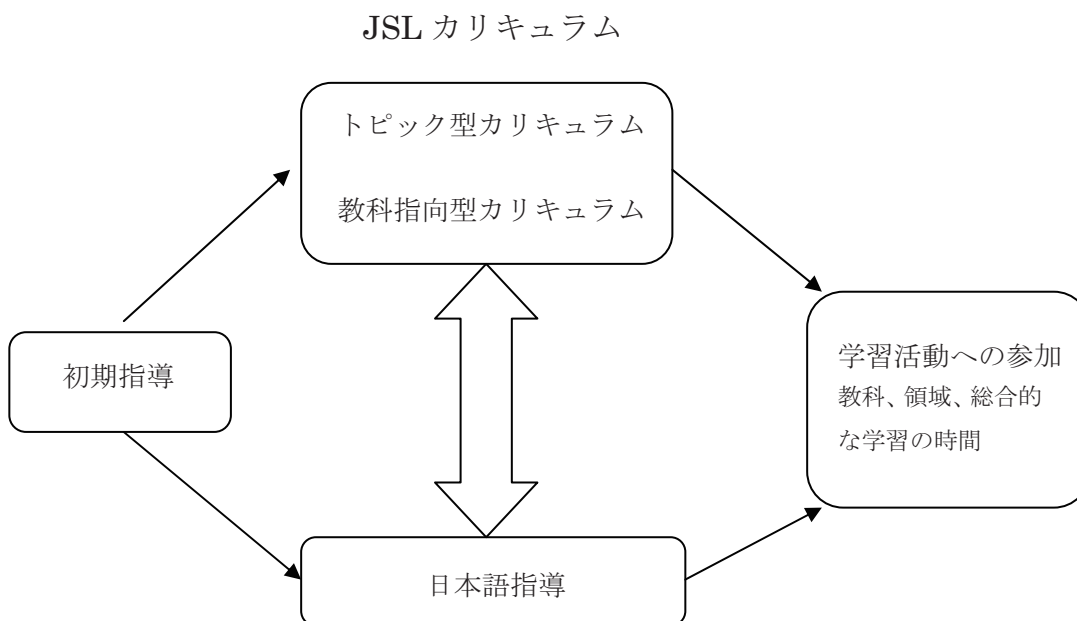 JSL カリキュラム
トピック型カリキュラム
教科指向型カリキュラム
初期指導
学習活動への参加
教科、領域、総合的
な学習の時間
日本語指導